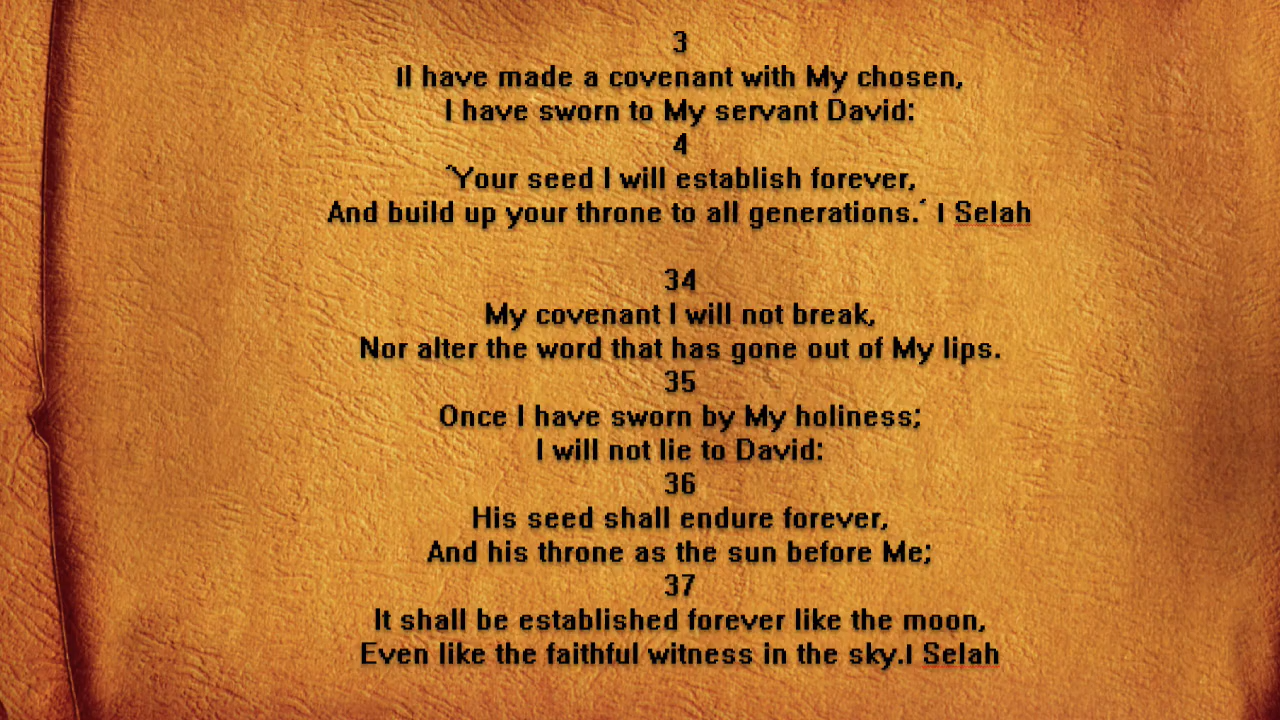 3
Il have made a covenant with My chosen,
I have sworn to My servant David:
4
‘Your seed I will establish forever,
And build up your throne to all generations.’ I Selah
34
My covenant I will not break,
Nor alter the word that has gone out of My lips.
35
Once I have sworn by My holiness;
I will not lie to David:
36
His seed shall endure forever,
And his throne as the sun before Me;
37
It shall be established forever like the moon,
Even like the faithful witness in the sky.I Selah